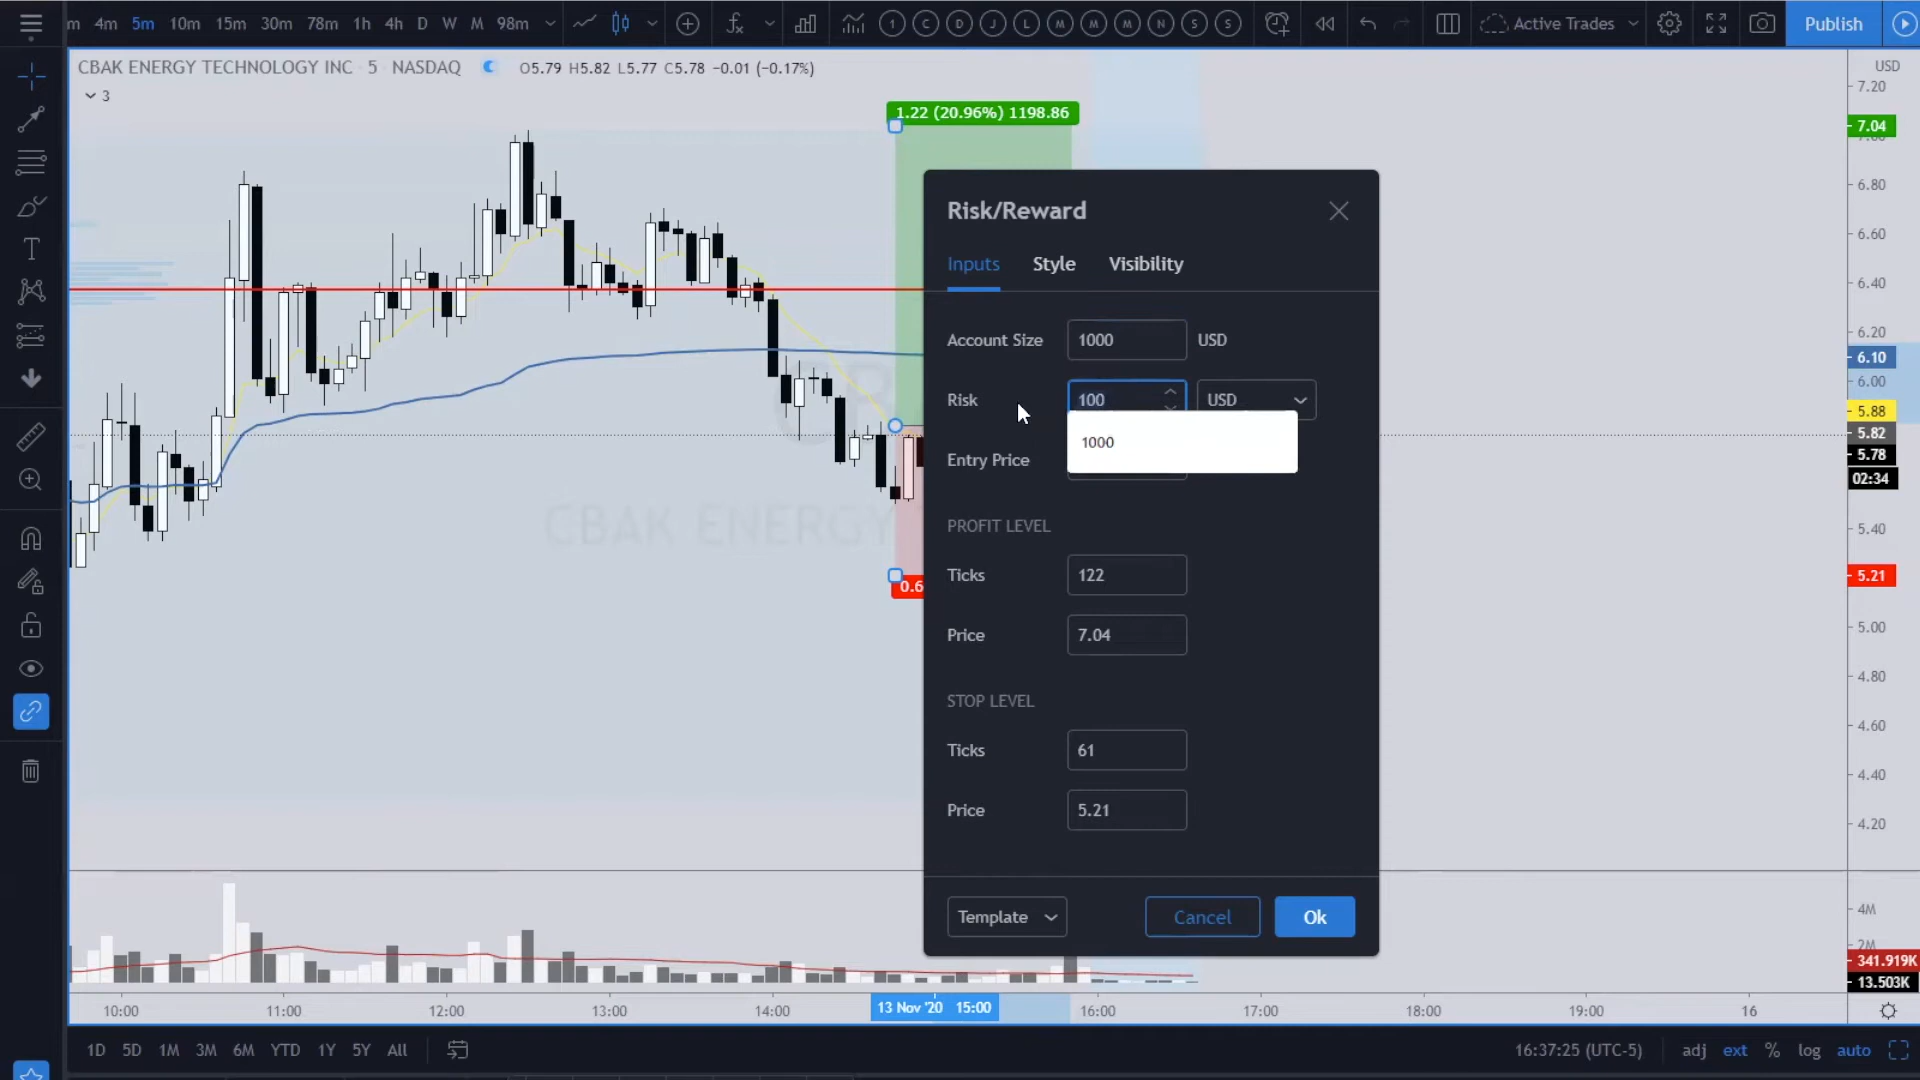 m 4m 5m 10m 15m 30m 78m 1h 4h D W M 98m 1 C D J L M M M N S S Active Trades Publish
CBAK ENERGY TECHNOLOGY INC · 5 · NASDAQ O5.79 H5.82 L5.77 C5.78 −0.01 (−0.17%) USD
3
7.20
1.22 (20.96%) 1198.86
7.04
6.80
Risk/Reward
6.60
Inputs Style Visibility
6.40
6.20
Account Size 1000 USD
6.10
6.00
Risk 100 USD
5.88
5.82
1000
5.78
Entry Price
02:34
CBAK ENERGY
PROFIT LEVEL
5.40
Ticks 122
5.21
0.6
Price 7.04
5.00
4.80
STOP LEVEL
4.60
Ticks 61
4.40
Price 5.21
4.20
Template Cancel Ok
4M
2M
341.919K
13.503K
10:00 11:00 12:00 13:00 14:00 13 Nov '20 15:00 16:00 17:00 18:00 19:00 16
1D 5D 1M 3M 6M YTD 1Y 5Y All 16:37:25 (UTC-5) adj ext % log auto